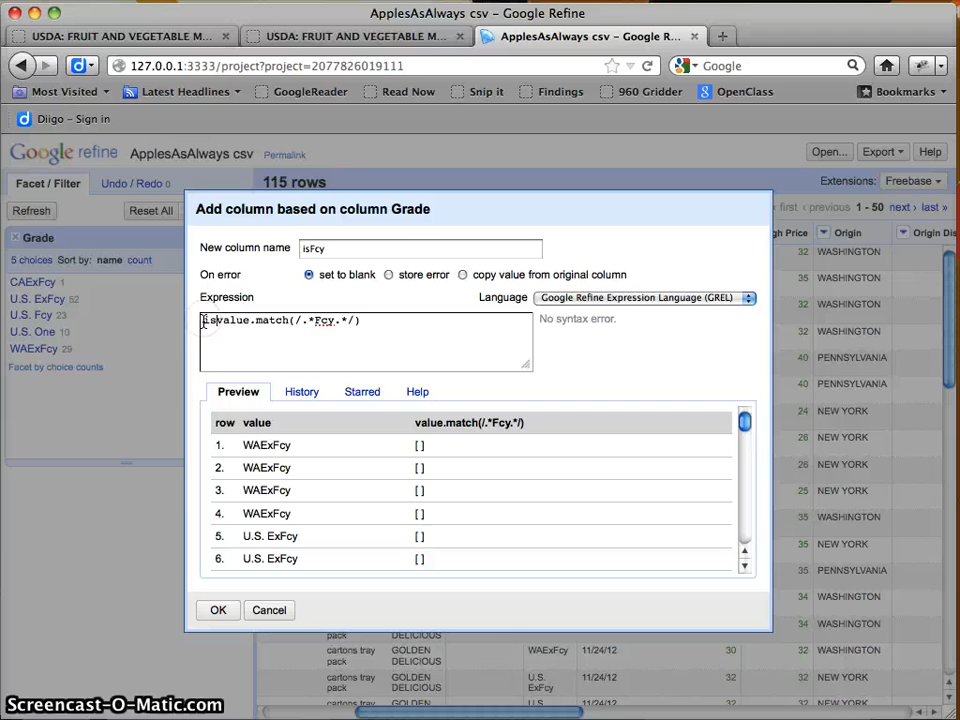 ApplesAsAlways csv - Google Refine
USDA: FRUIT AND VEGETABLE M... USDA: FRUIT AND VEGETABLE M... ApplesAsAlways csv - Google R...
127.0.0.1:3333/project?project=2077826019111 Google
Most Visited Latest Headlines GoogleReader Read Now Snip it Findings 960 Gridder OpenClass Bookmarks
Diigo - Sign in
Google refine ApplesAsAlways csv Permalink Open... Export Help
Facet / Filter Undo / Redo 0 115 rows Extensions: Freebase
Refresh Reset All first ‹ previous 1 - 50 next › last »
Grade
5 choices Sort by: name count
CAExFcy 1
U.S. ExFcy 52
U.S. Fcy 23
U.S. One 10
WAExFcy 29
Facet by choice counts
Add column based on column Grade
New column name isFcy
On error set to blank store error copy value from original column
Expression Language Google Refine Expression Language (GREL)
isvalue.match(/.*Fcy.*/) No syntax error.
Preview History Starred Help
row value value.match(/.*Fcy.*/)
1. WAExFcy [ ]
2. WAExFcy [ ]
3. WAExFcy [ ]
4. WAExFcy [ ]
5. U.S. ExFcy [ ]
6. U.S. ExFcy [ ]
OK Cancel
gh Price Origin Origin Dis
32 WASHINGTON
32 WASHINGTON
32 WASHINGTON
32 WASHINGTON
40 PENNSYLVANIA
40 PENNSYLVANIA
24 NEW YORK
26 NEW YORK
26 NEW YORK
25 NEW YORK
35 WASHINGTON
35 NEW YORK
35 PENNSYLVANIA
34 WASHINGTON
34 WASHINGTON
pack DELICIOUS
cartons tray pack GOLDEN DELICIOUS WAExFcy 11/24/12 30 32 WASHINGTON
cartons tray pack GOLDEN DELICIOUS U.S. ExFcy 11/24/12 32 WASHINGTON
Screencast-O-Matic.com